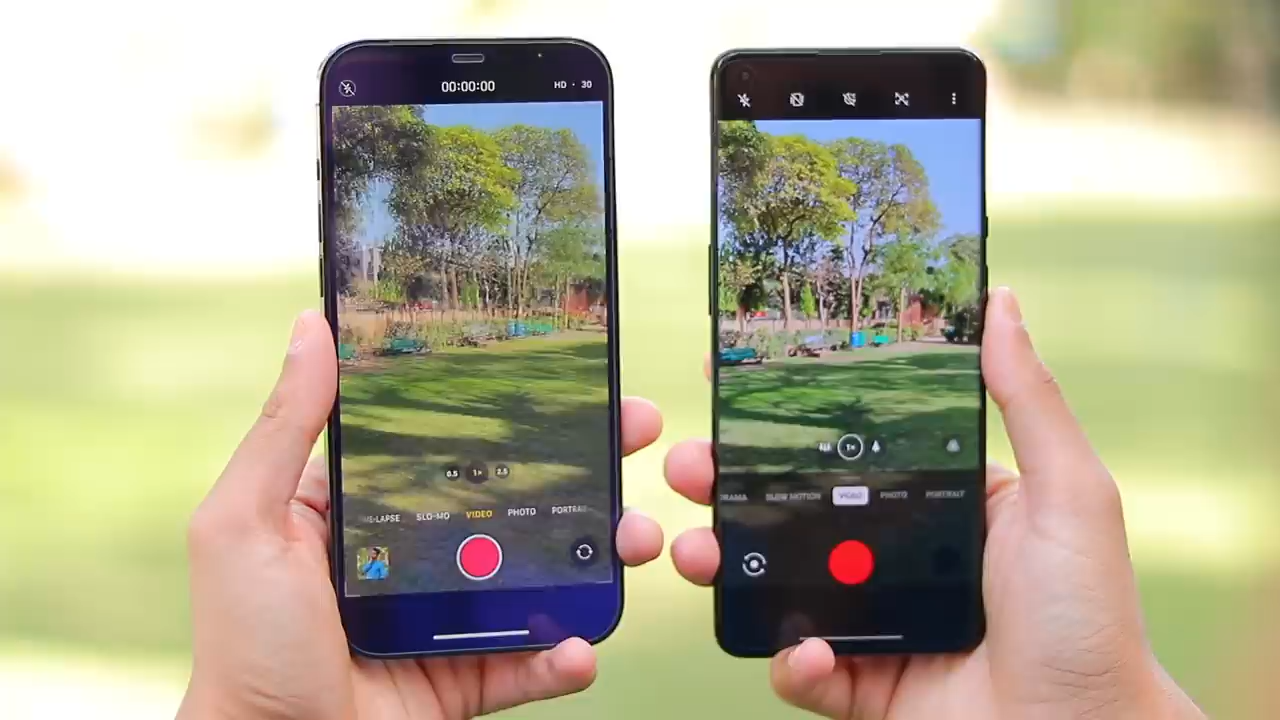 00:00:00
HD · 30
0.5 1× 2.5
SLO-MO VIDEO PHOTO
1×
SLOW MOTION VIDEO PHOTO PORTRAIT